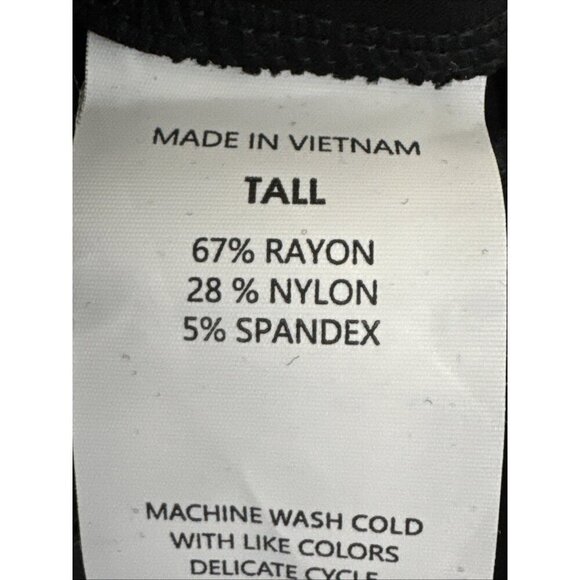 MADE IN VIETNAM
TALL
67% RAYON
28 % NYLON
5% SPANDEX
MACHINE WASH COLD
WITH LIKE COLORS
DELICATE CYCLE